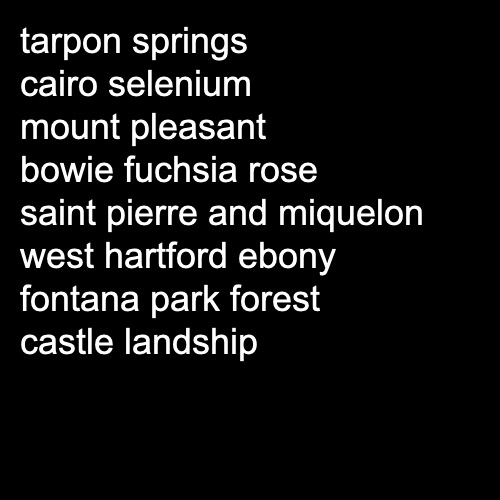 tarpon springs
cairo selenium
mount pleasant
bowie fuchsia rose
saint pierre and miquelon
west hartford ebony
fontana park forest
castle landship